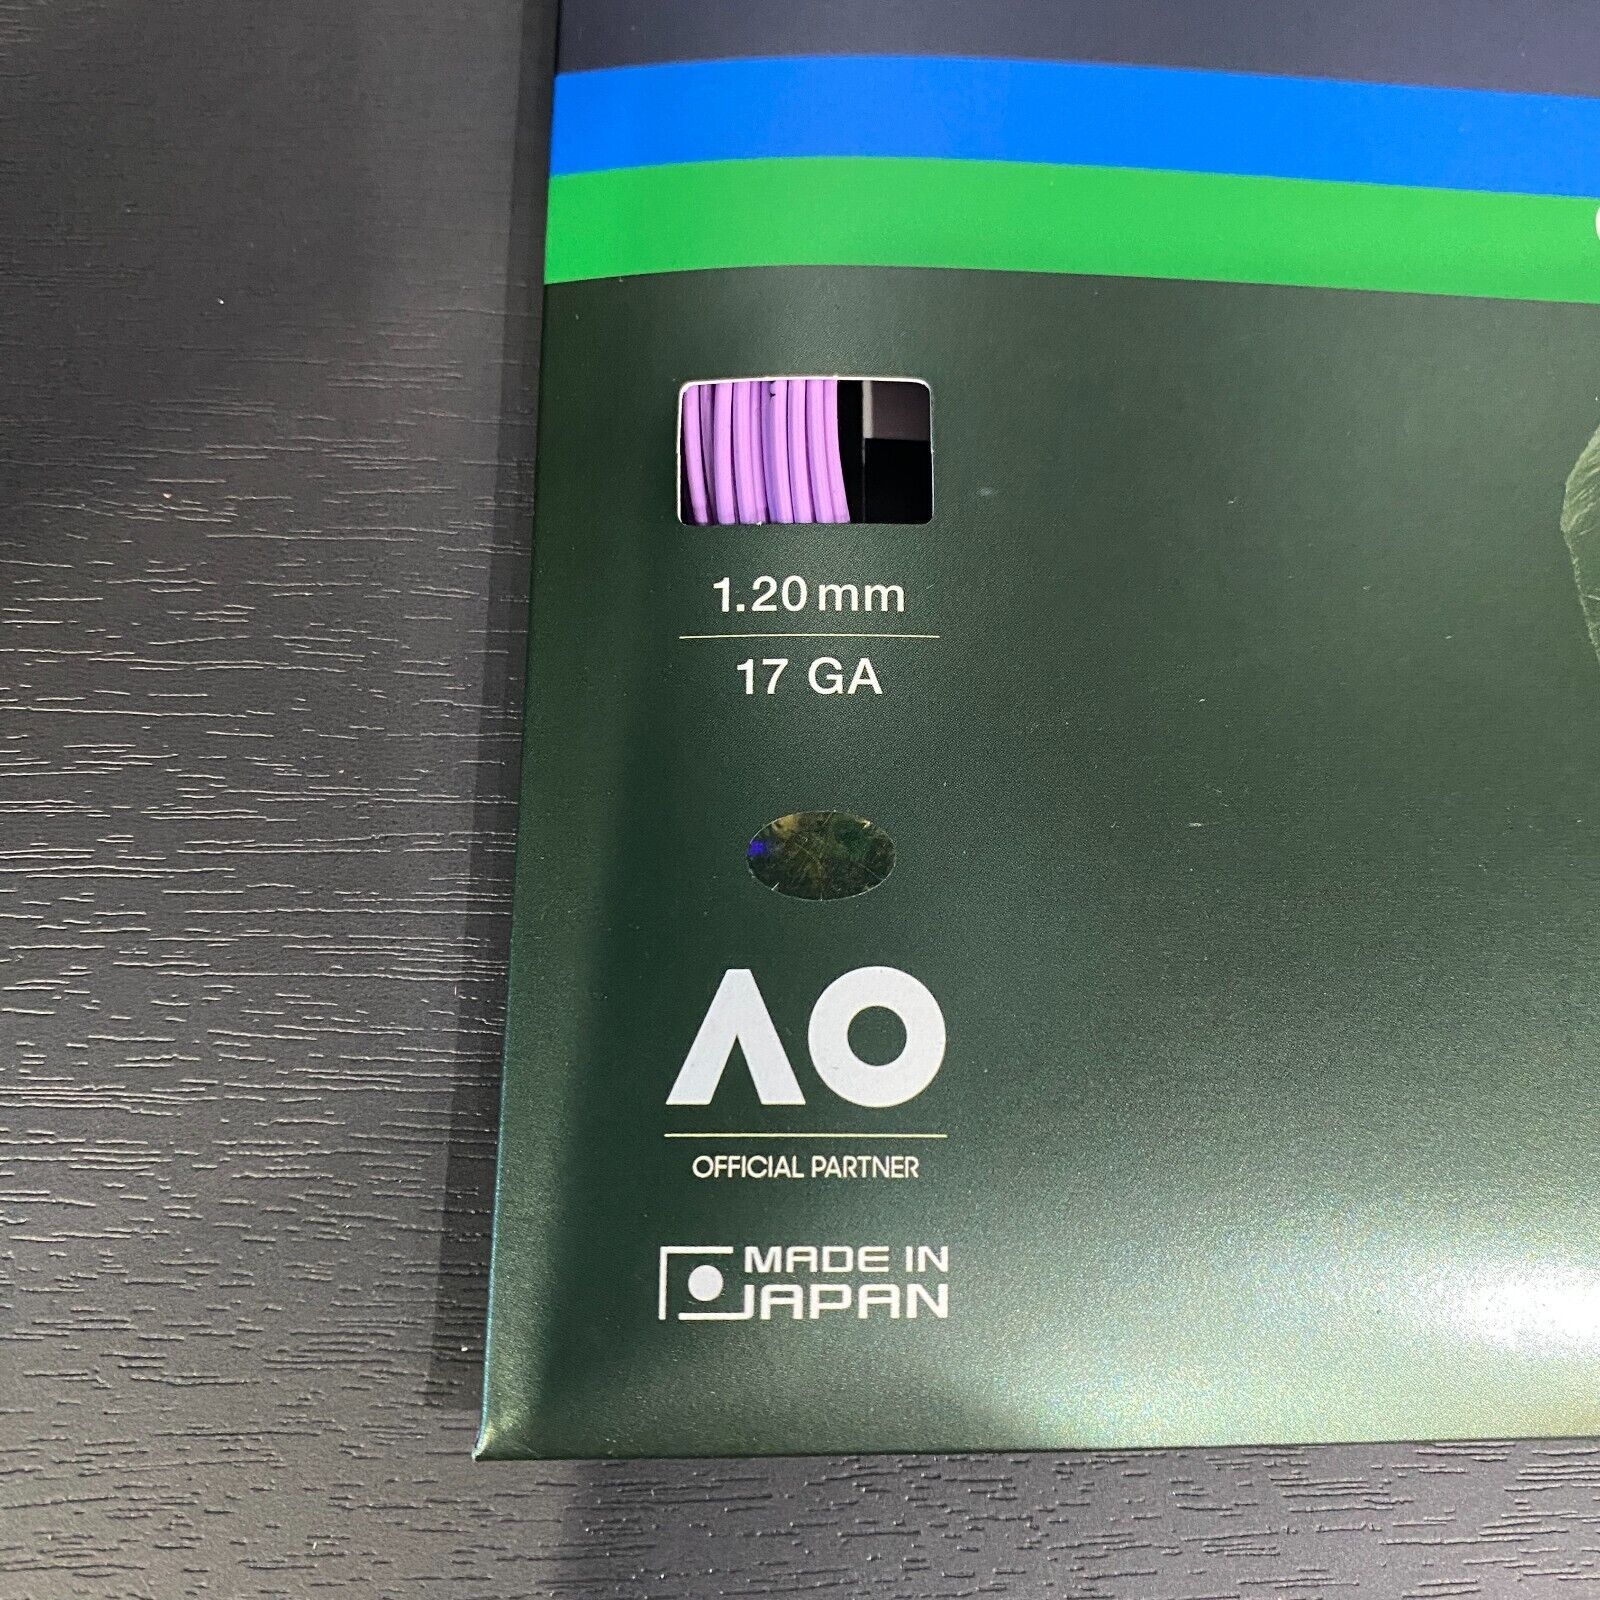 1.20 mm
17 GA
AO
OFFICIAL PARTNER
MADE IN
JAPAN